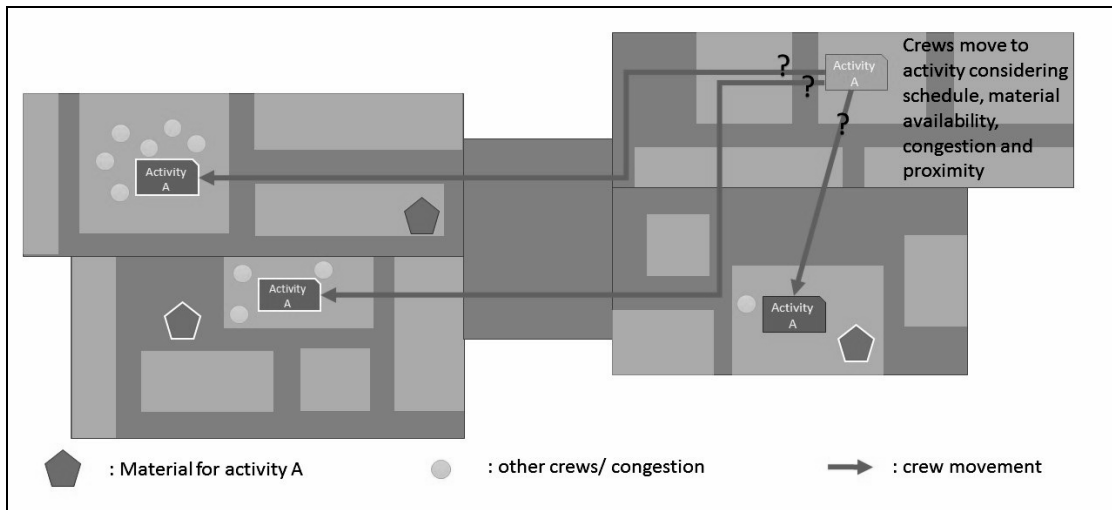 Crews move to
activity considering
schedule, material
availability,
congestion and
proximity
Activity
A
?
?
?
Activity
A
Activity
A
Activity
A
: Material for activity A
: other crews/ congestion
: crew movement